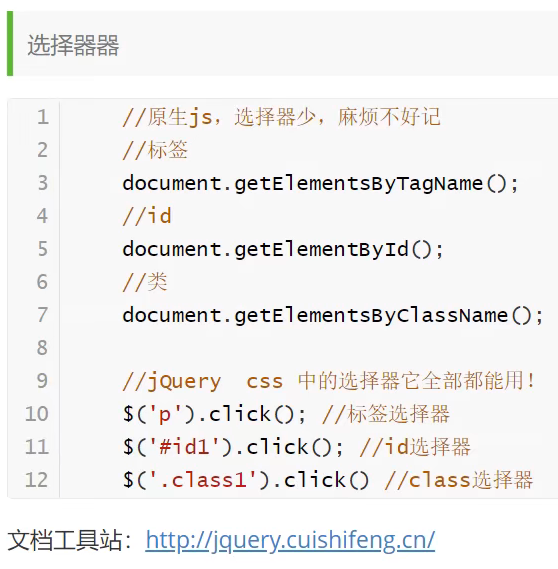 选择器器
1 //原生js，选择器少，麻烦不好记
2 //标签
3 document.getElementsByTagName();
4 //id
5 document.getElementById();
6 //类
7 document.getElementsByClassName();
8
9 //jQuery  css 中的选择器它全部都能用！
10 $('p').click(); //标签选择器
11 $('#id1').click(); //id选择器
12 $('.class1').click() //class选择器
文档工具站：http://jquery.cuishifeng.cn/